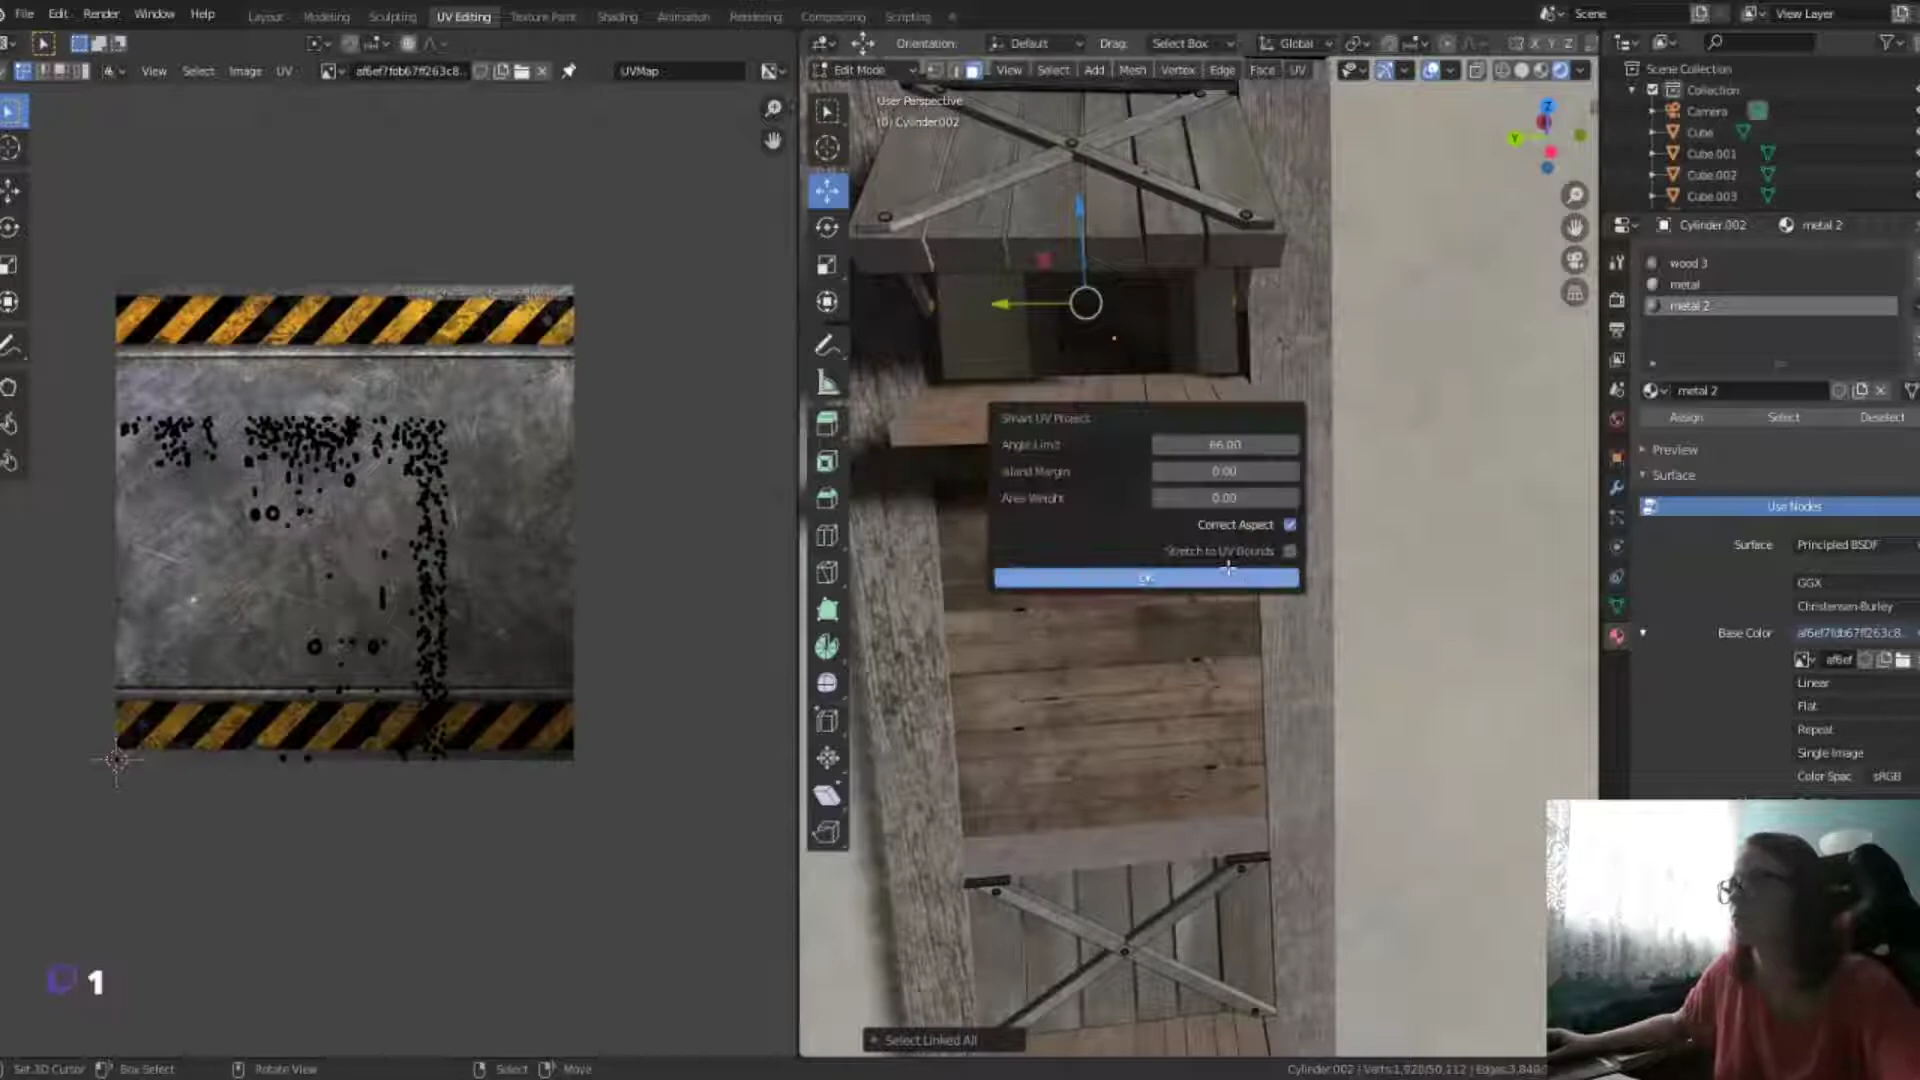 File Edit Render Window Help
Layout Modeling Sculpting UV Editing Texture Paint Shading Animation Rendering Compositing Scripting
Scene
View Layer
Orientation: Default Drag: Select Box Global
X Y Z
View Select Image UV
af6ef7fdb67ff263c8..
UVMap
Edit Mode View Select Add Mesh Vertex Edge Face UV
User Perspective
(0) Cylinder.002
Scene Collection
Collection
Camera
Cube
Cube.001
Cube.002
Cube.003
Cylinder.002 metal 2
wood 3
metal
metal 2
metal 2
Assign Select Deselect
Preview
Surface
Use Nodes
Surface Principled BSDF
GGX
Christensen-Burley
Base Color af6ef7fdb67ff263c8..
af6ef
Linear
Flat
Repeat
Single Image
Color Spac sRGB
Z
Y
Smart UV Project
Angle Limit 66.00
Island Margin 0.00
Area Weight 0.00
Correct Aspect
Stretch to UV Bounds
OK
1
Select Linked All
Set 3D Cursor Box Select Rotate View Select Move
Cylinder.002 | Verts:1,928/50,112 | Edges:3,840/